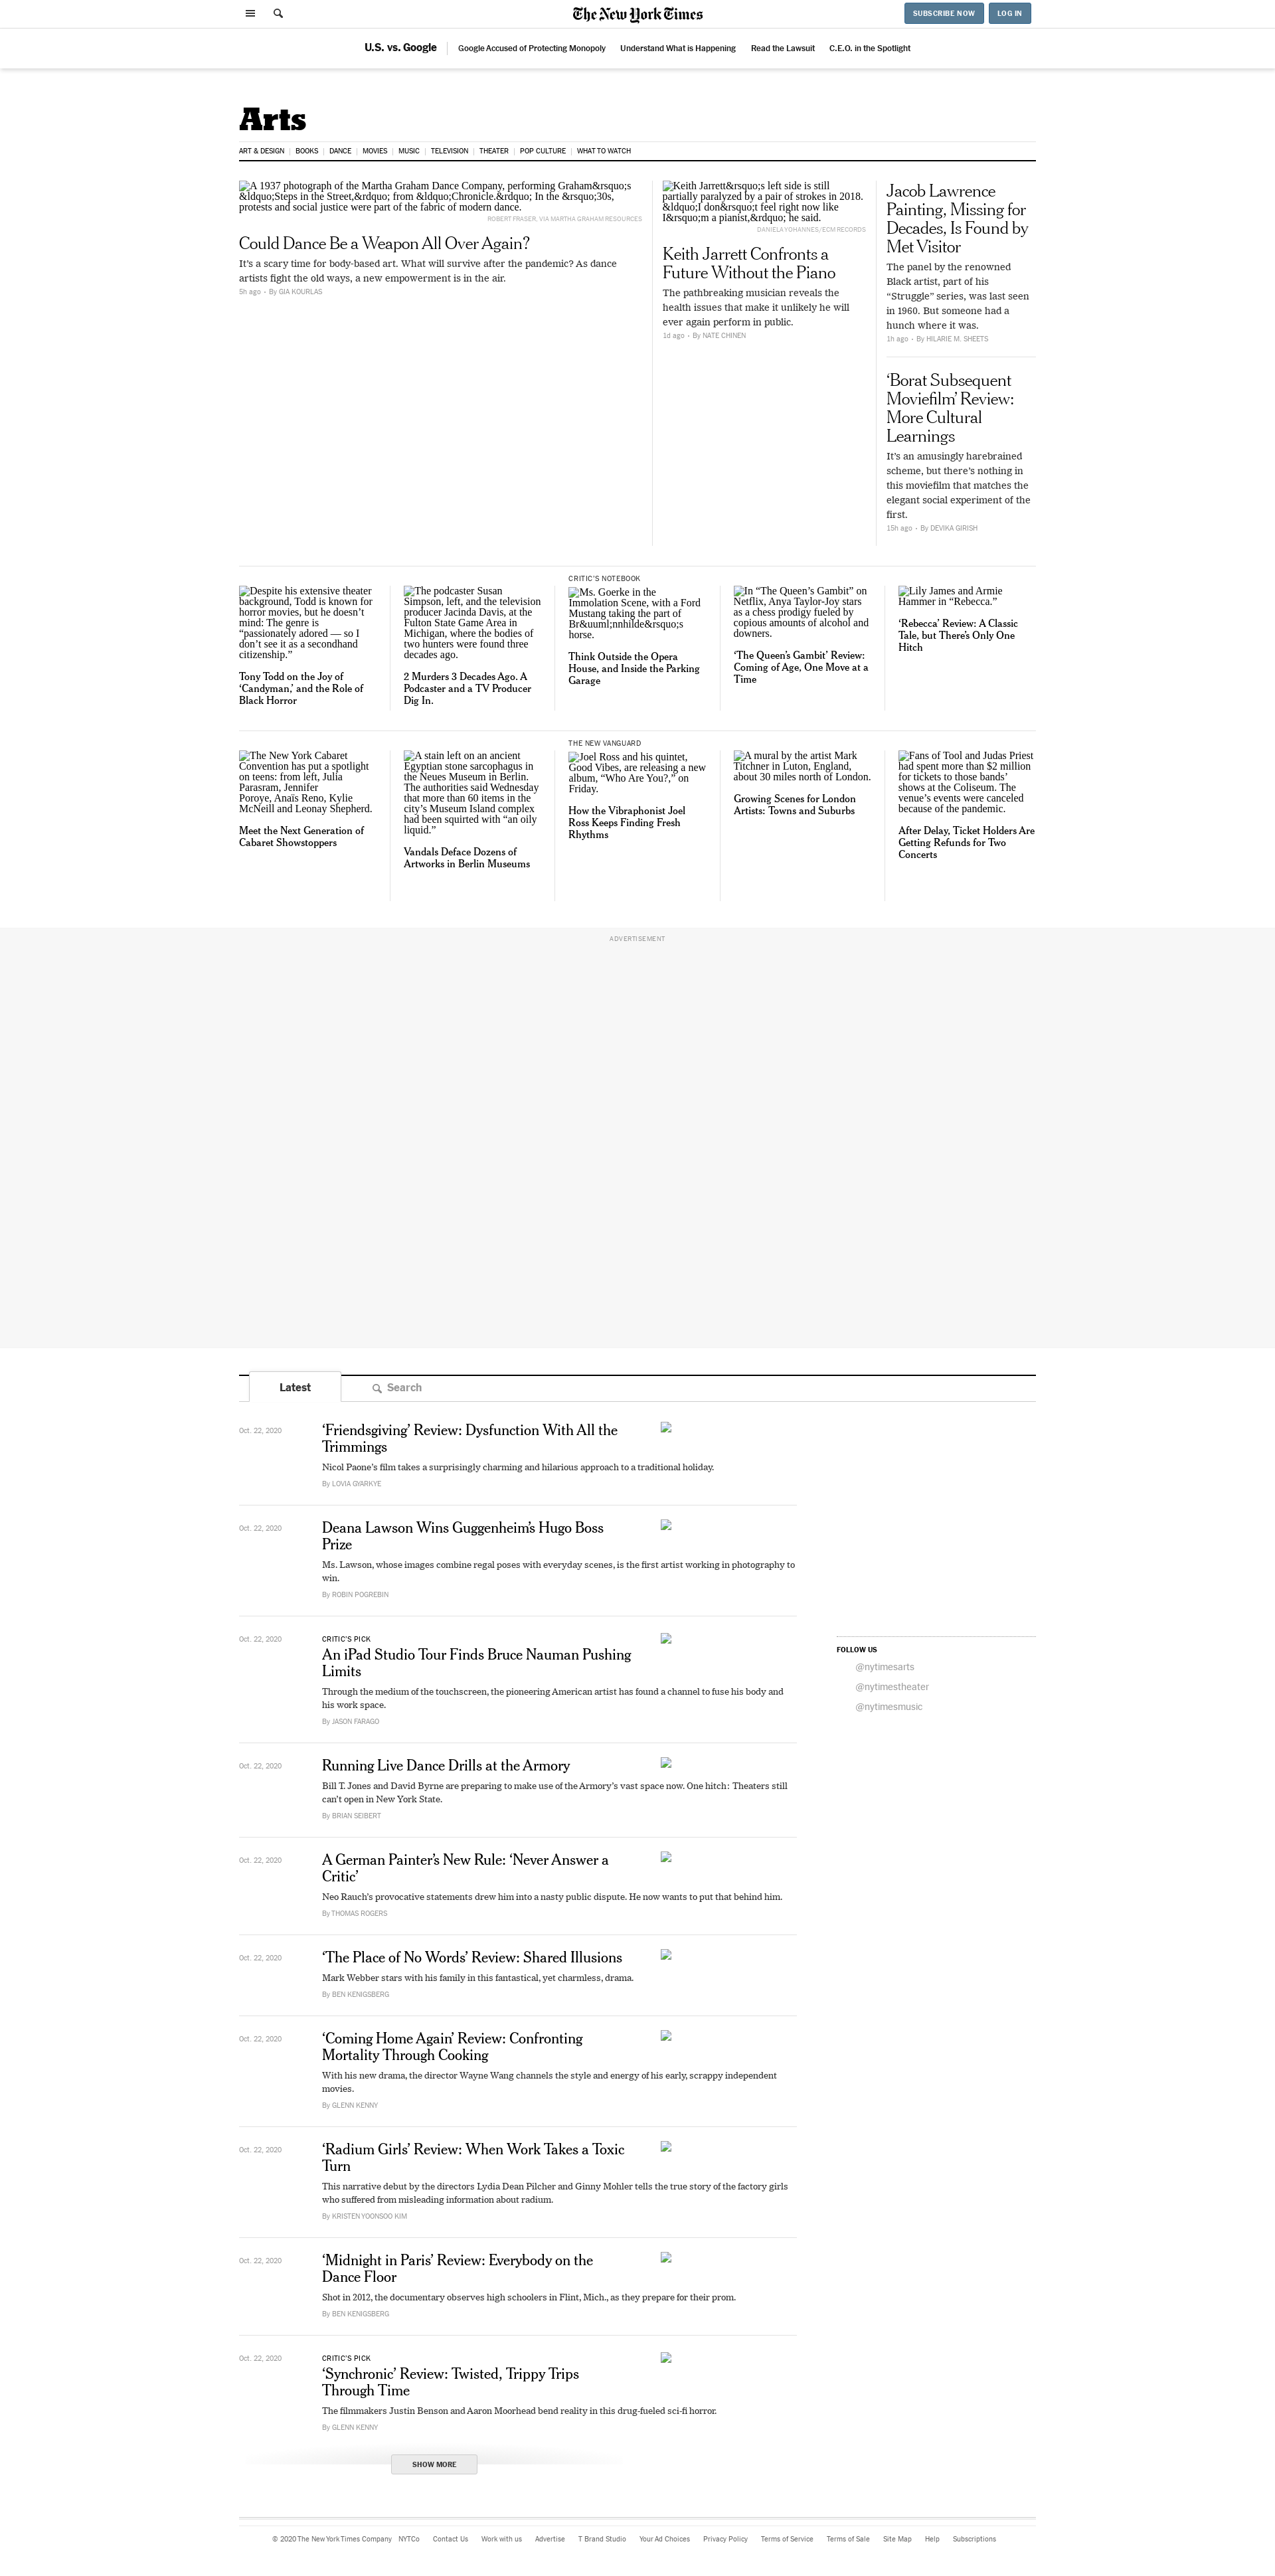 The New York Times
SUBSCRIBE NOW
LOG IN
U.S. vs. Google
Google Accused of Protecting Monopoly
Understand What is Happening
Read the Lawsuit
C.E.O. in the Spotlight
Arts
ART & DESIGN
BOOKS
DANCE
MOVIES
MUSIC
TELEVISION
THEATER
POP CULTURE
WHAT TO WATCH
A 1937 photograph of the Martha Graham Dance Company, performing Graham&rsquo;s
&ldquo;Steps in the Street,&rdquo; from &ldquo;Chronicle.&rdquo; In the &rsquo;30s,
protests and social justice were part of the fabric of modern dance.
ROBERT FRASER, VIA MARTHA GRAHAM RESOURCES
Could Dance Be a Weapon All Over Again?
It’s a scary time for body-based art. What will survive after the pandemic? As dance
artists fight the old ways, a new empowerment is in the air.
5h ago • By GIA KOURLAS
Keith Jarrett&rsquo;s left side is still
partially paralyzed by a pair of strokes in 2018.
&ldquo;I don&rsquo;t feel right now like
I&rsquo;m a pianist,&rdquo; he said.
DANIELA YOHANNES/ECM RECORDS
Keith Jarrett Confronts a
Future Without the Piano
The pathbreaking musician reveals the
health issues that make it unlikely he will
ever again perform in public.
1d ago • By NATE CHINEN
Jacob Lawrence
Painting, Missing for
Decades, Is Found by
Met Visitor
The panel by the renowned
Black artist, part of his
“Struggle” series, was last seen
in 1960. But someone had a
hunch where it was.
1h ago • By HILARIE M. SHEETS
‘Borat Subsequent
Moviefilm’ Review:
More Cultural
Learnings
It’s an amusingly harebrained
scheme, but there’s nothing in
this moviefilm that matches the
elegant social experiment of the
first.
15h ago • By DEVIKA GIRISH
Despite his extensive theater
background, Todd is known for
horror movies, but he doesn’t
mind: The genre is
“passionately adored — so I
don’t see it as a secondhand
citizenship.”
Tony Todd on the Joy of
‘Candyman,’ and the Role of
Black Horror
The podcaster Susan
Simpson, left, and the television
producer Jacinda Davis, at the
Fulton State Game Area in
Michigan, where the bodies of
two hunters were found three
decades ago.
2 Murders 3 Decades Ago. A
Podcaster and a TV Producer
Dig In.
CRITIC’S NOTEBOOK
Ms. Goerke in the
Immolation Scene, with a Ford
Mustang taking the part of
Br&uuml;nnhilde&rsquo;s
horse.
Think Outside the Opera
House, and Inside the Parking
Garage
In “The Queen’s Gambit” on
Netflix, Anya Taylor-Joy stars
as a chess prodigy fueled by
copious amounts of alcohol and
downers.
‘The Queen’s Gambit’ Review:
Coming of Age, One Move at a
Time
Lily James and Armie
Hammer in “Rebecca.”
‘Rebecca’ Review: A Classic
Tale, but There’s Only One
Hitch
The New York Cabaret
Convention has put a spotlight
on teens: from left, Julia
Parasram, Jennifer
Poroye, Anaïs Reno, Kylie
McNeill and Leonay Shepherd.
Meet the Next Generation of
Cabaret Showstoppers
A stain left on an ancient
Egyptian stone sarcophagus in
the Neues Museum in Berlin.
The authorities said Wednesday
that more than 60 items in the
city’s Museum Island complex
had been squirted with “an oily
liquid.”
Vandals Deface Dozens of
Artworks in Berlin Museums
THE NEW VANGUARD
Joel Ross and his quintet,
Good Vibes, are releasing a new
album, “Who Are You?,” on
Friday.
How the Vibraphonist Joel
Ross Keeps Finding Fresh
Rhythms
A mural by the artist Mark
Titchner in Luton, England,
about 30 miles north of London.
Growing Scenes for London
Artists: Towns and Suburbs
Fans of Tool and Judas Priest
had spent more than $2 million
for tickets to those bands’
shows at the Coliseum. The
venue’s events were canceled
because of the pandemic.
After Delay, Ticket Holders Are
Getting Refunds for Two
Concerts
ADVERTISEMENT
Latest
Search
Oct. 22, 2020
‘Friendsgiving’ Review: Dysfunction With All the
Trimmings
Nicol Paone’s film takes a surprisingly charming and hilarious approach to a traditional holiday.
By LOVIA GYARKYE
Oct. 22, 2020
Deana Lawson Wins Guggenheim’s Hugo Boss
Prize
Ms. Lawson, whose images combine regal poses with everyday scenes, is the first artist working in photography to
win.
By ROBIN POGREBIN
Oct. 22, 2020
CRITIC’S PICK
An iPad Studio Tour Finds Bruce Nauman Pushing
Limits
Through the medium of the touchscreen, the pioneering American artist has found a channel to fuse his body and
his work space.
By JASON FARAGO
FOLLOW US
@nytimesarts
@nytimestheater
@nytimesmusic
Oct. 22, 2020
Running Live Dance Drills at the Armory
Bill T. Jones and David Byrne are preparing to make use of the Armory’s vast space now. One hitch: Theaters still
can’t open in New York State.
By BRIAN SEIBERT
Oct. 22, 2020
A German Painter’s New Rule: ‘Never Answer a
Critic’
Neo Rauch’s provocative statements drew him into a nasty public dispute. He now wants to put that behind him.
By THOMAS ROGERS
Oct. 22, 2020
‘The Place of No Words’ Review: Shared Illusions
Mark Webber stars with his family in this fantastical, yet charmless, drama.
By BEN KENIGSBERG
Oct. 22, 2020
‘Coming Home Again’ Review: Confronting
Mortality Through Cooking
With his new drama, the director Wayne Wang channels the style and energy of his early, scrappy independent
movies.
By GLENN KENNY
Oct. 22, 2020
‘Radium Girls’ Review: When Work Takes a Toxic
Turn
This narrative debut by the directors Lydia Dean Pilcher and Ginny Mohler tells the true story of the factory girls
who suffered from misleading information about radium.
By KRISTEN YOONSOO KIM
Oct. 22, 2020
‘Midnight in Paris’ Review: Everybody on the
Dance Floor
Shot in 2012, the documentary observes high schoolers in Flint, Mich., as they prepare for their prom.
By BEN KENIGSBERG
Oct. 22, 2020
CRITIC’S PICK
‘Synchronic’ Review: Twisted, Trippy Trips
Through Time
The filmmakers Justin Benson and Aaron Moorhead bend reality in this drug-fueled sci-fi horror.
By GLENN KENNY
SHOW MORE
© 2020 The New York Times Company
NYTCo
Contact Us
Work with us
Advertise
T Brand Studio
Your Ad Choices
Privacy Policy
Terms of Service
Terms of Sale
Site Map
Help
Subscriptions